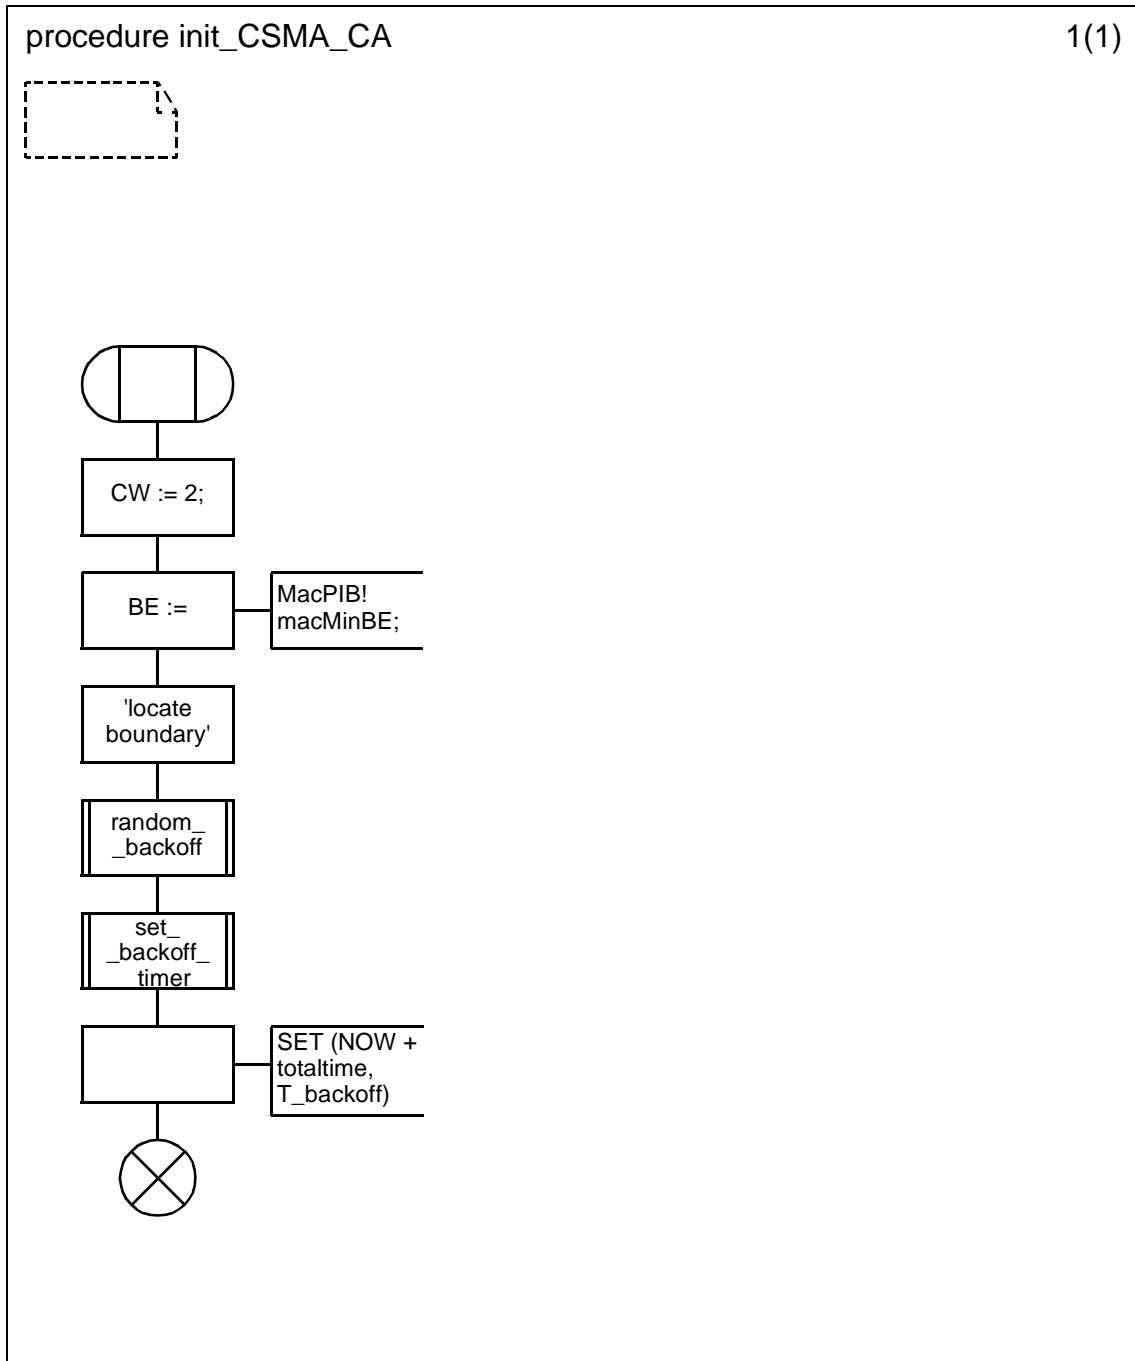 procedure init_CSMA_CA
1(1)
CW := 2;
BE :=
MacPIB!
macMinBE;
'locate
boundary'
random_
_backoff
set_
_backoff_
timer
SET (NOW +
totaltime,
T_backoff)